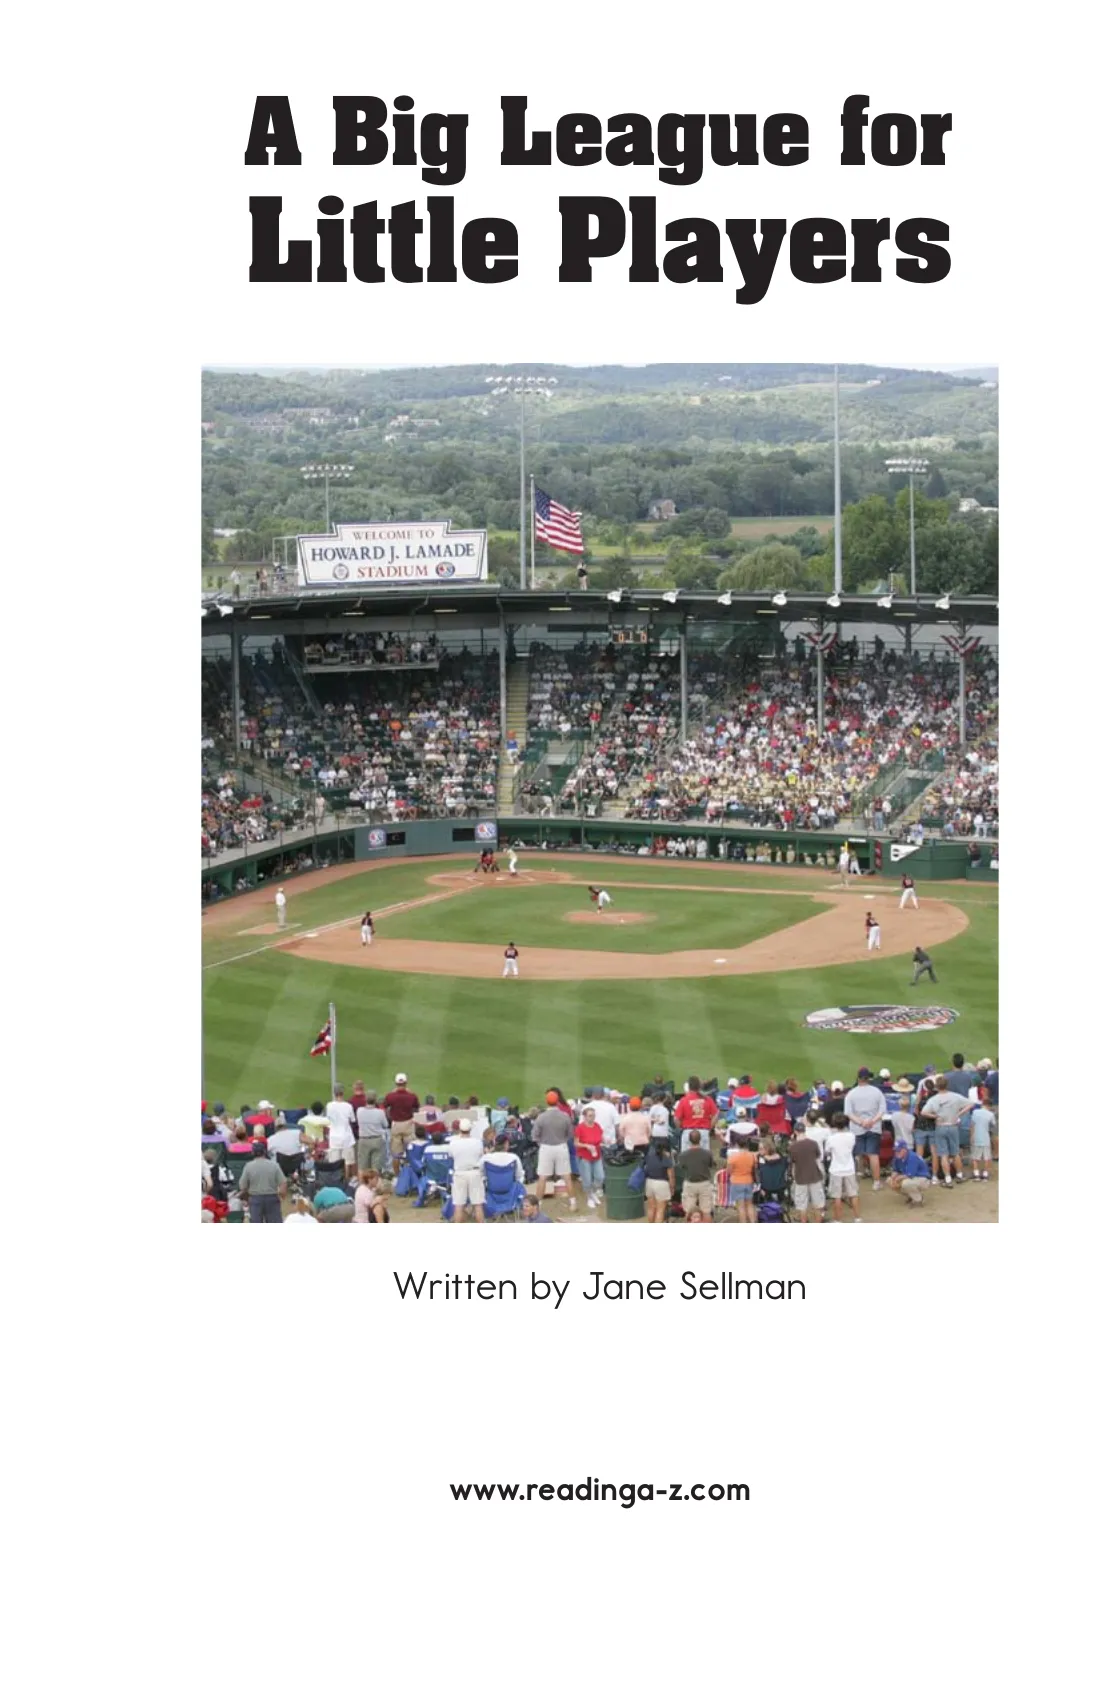 A Big League for
Little Players
WELCOME TO
HOWARD J. LAMADE
STADIUM
Written by Jane Sellman
www.readinga-z.com